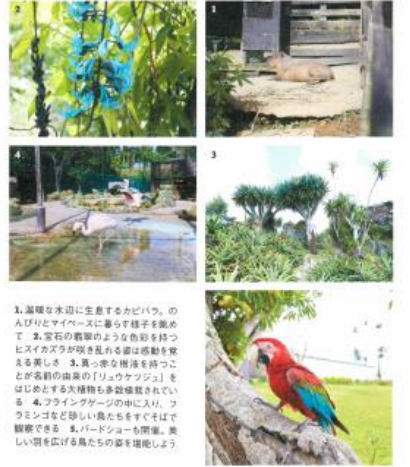 2
1
4
3
5
1. 温暖な水辺に生息するカピバラ。の
んびりとマイペースに暮らす様子を眺め
て 2. 宝石の翡翠のような色彩を持つ
ヒスイカズラが咲き乱れる姿は感動を覚
える美しさ 3. 真っ赤な樹液を持つこ
とが名前の由来の「リュウケツジュ」を
はじめとする大植物も多数植栽されてい
る 4. フライングゲージの中に入り、フ
ラミンゴなど珍しい鳥たちをすぐそばで
観察できる 5. バードショーも開催。美
しい羽を広げる鳥たちの姿を堪能しよう